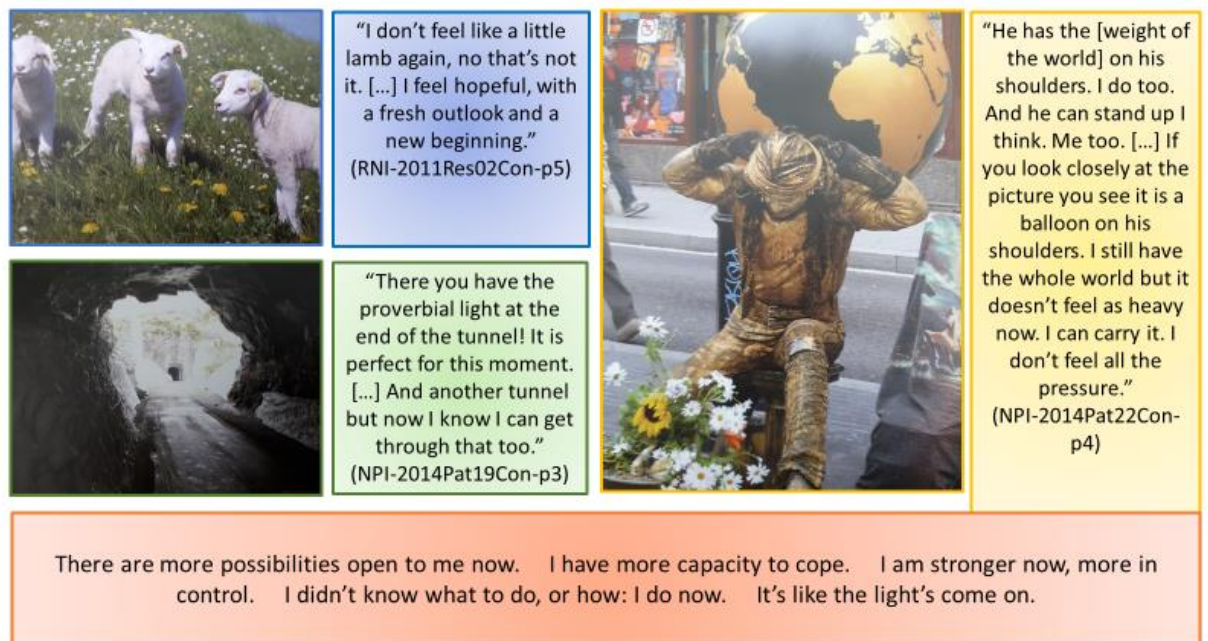 “I don’t feel like a little
lamb again, no that’s not
it. […] I feel hopeful, with
a fresh outlook and a
new beginning.”
(RNI-2011Res02Con-p5)
“There you have the
proverbial light at the
end of the tunnel! It is
perfect for this moment.
[…] And another tunnel
but now I know I can get
through that too.”
(NPI-2014Pat19Con-p3)
“He has the [weight of
the world] on his
shoulders. I do too.
And he can stand up I
think. Me too. […] If
you look closely at the
picture you see it is a
balloon on his
shoulders. I still have
the whole world but it
doesn’t feel as heavy
now. I can carry it. I
don’t feel all the
pressure.”
(NPI-2014Pat22Con-
p4)
There are more possibilities open to me now. I have more capacity to cope. I am stronger now, more in
control. I didn’t know what to do, or how: I do now. It’s like the light’s come on.